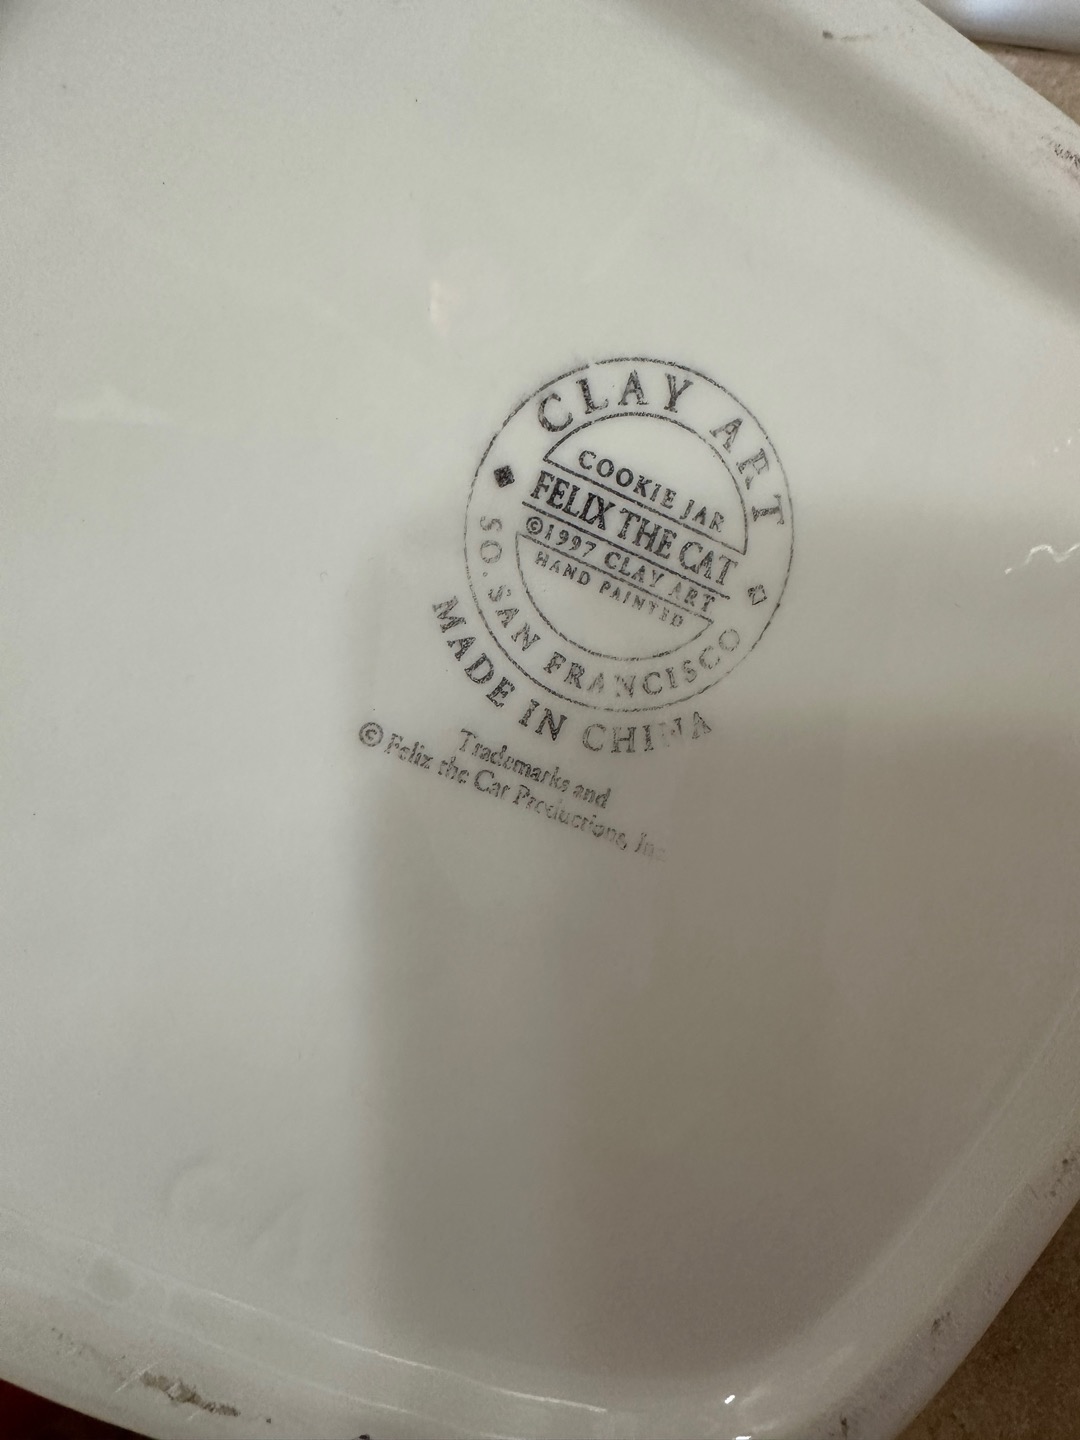 CLAY ART
COOKIE JAR
FELIX THE CAT
©1997 CLAY ART
HAND PAINTED
SO. SAN FRANCISCO
MADE IN CHINA
Trademarks and
© Felix the Cat Productions, Inc.